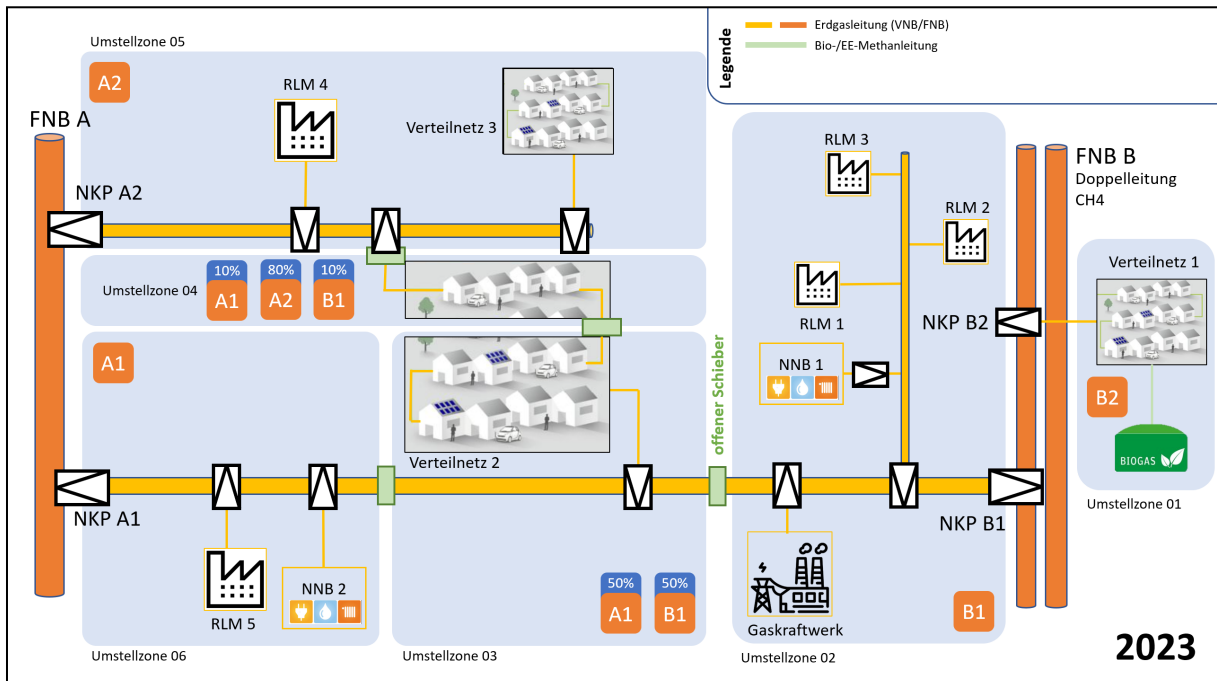 Umstellzone 05
A2
RLM 4
Verteilnetz 3
FNB A
NKP A2
Legende
Erdgasleitung (VNB/FNB)
Bio-/EE-Methanleitung
RLM 3
RLM 2
RLM 1
NNB 1
FNB B
Doppelleitung
CH4
Verteilnetz 1
NKP B2
B2
BIOGAS
Umstellzone 01
Umstellzone 04
10%
A1
80%
A2
10%
B1
A1
Verteilnetz 2
offener Schieber
NKP A1
RLM 5
NNB 2
Umstellzone 06
50%
A1
50%
B1
Umstellzone 03
NKP B1
Gaskraftwerk
B1
Umstellzone 02
2023